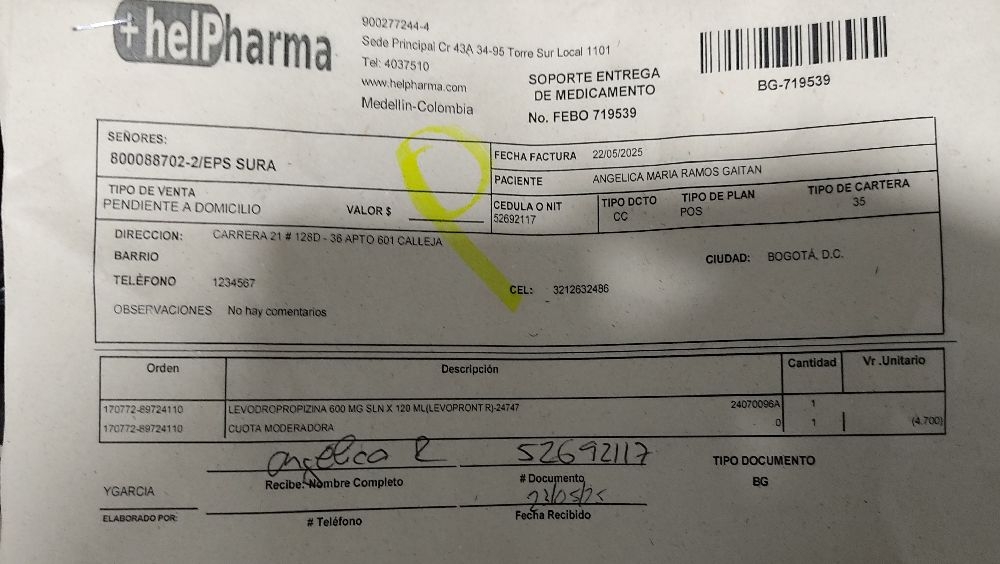 +helPharma
900277244-4
Sede Principal Cr 43A 34-95 Torre Sur Local 1101
Tel: 4037510
www.helpharma.com
Medellin-Colombia
SOPORTE ENTREGA
DE MEDICAMENTO
No. FEBO 719539
BG-719539
SEÑORES:
800088702-2/EPS SURA
FECHA FACTURA 22/05/2025
PACIENTE ANGELICA MARIA RAMOS GAITAN
TIPO DE VENTA
PENDIENTE A DOMICILIO
VALOR $
CEDULA O NIT
52692117
TIPO DCTO
CC
TIPO DE PLAN
POS
TIPO DE CARTERA
35
DIRECCION: CARRERA 21 # 128D - 36 APTO 601 CALLEJA
BARRIO
CIUDAD: BOGOTÁ, D.C.
TELÉFONO 1234567
CEL: 3212632486
OBSERVACIONES No hay comentarios
Orden Descripción Cantidad Vr .Unitario
170772-89724110 LEVODROPROPIZINA 600 MG SLN X 120 ML(LEVOPRONT R)-24747 24070096A 1
170772-89724110 CUOTA MODERADORA 0 1 (4.700)
Angelica R 52692117
Recibe: Nombre Completo # Documento
TIPO DOCUMENTO
BG
YGARCIA
23/05/25
ELABORADO POR: # Teléfono Fecha Recibido